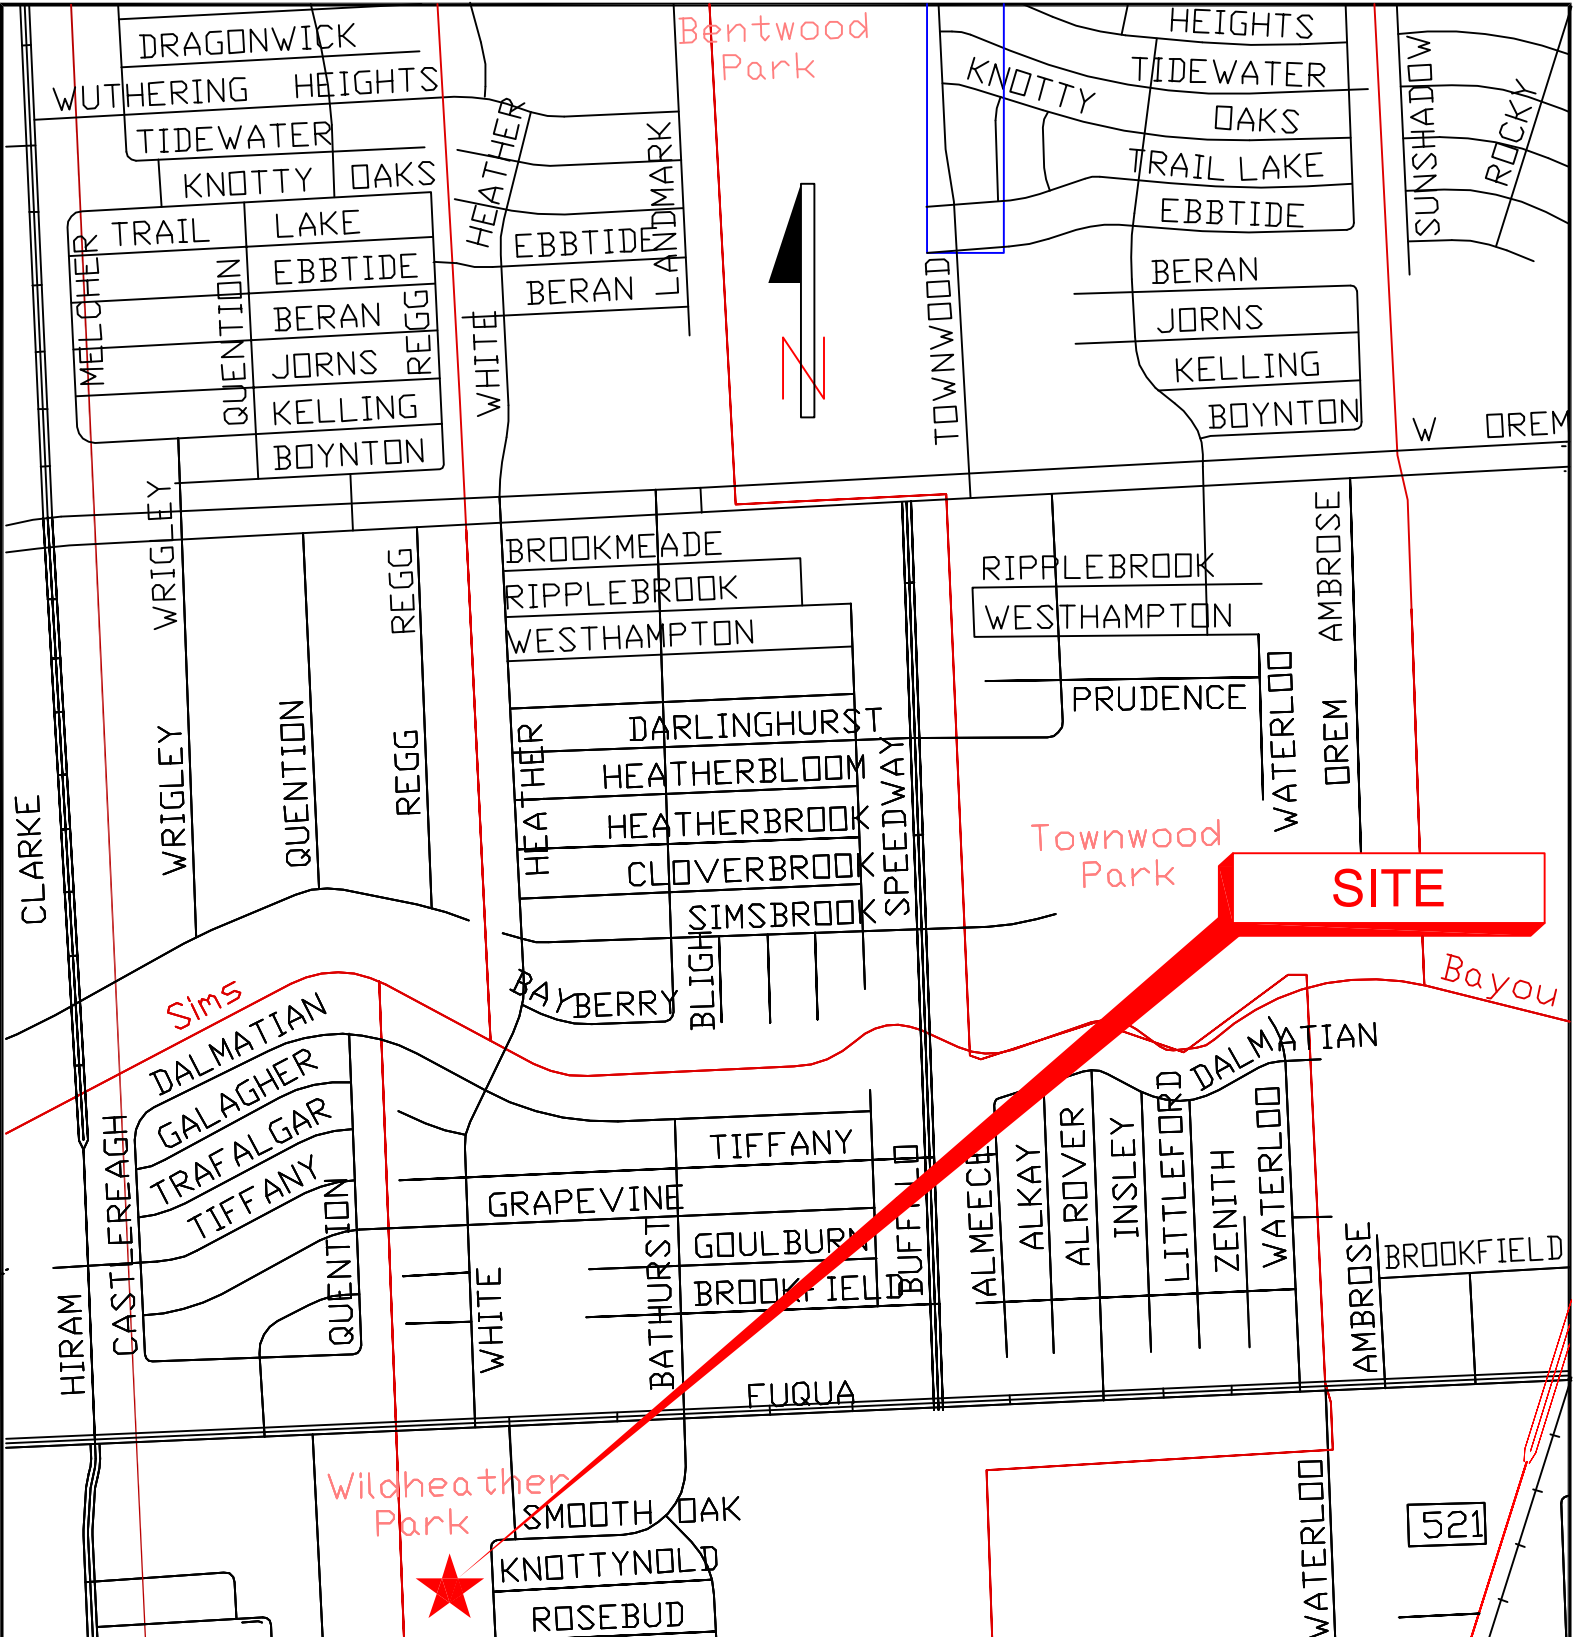 Bentwood
Park
HEIGHTS
DRAGONWICK
WUTHERING HEIGHTS
TIDEWATER
KNOTTY OAKS
TRAIL LAKE
EBBTIDE
BERAN
JORNS
KELLING
BOYNTON
MELCHER
QUENTION
REGG
HEATHER
WHITE
LANDMARK
EBBTIDE
BERAN
N
TOWNWOOD
KNOTTY
TIDEWATER
OAKS
TRAIL LAKE
EBBTIDE
BERAN
JORNS
KELLING
BOYNTON
SUNSHADOW
ROCKY
W OREM
WRIGLEY
REGG
BROOKMEADE
RIPPLEBROOK
WESTHAMPTON
RIPPLEBROOK
WESTHAMPTON
PRUDENCE
AMBROSE
WATERLOO
OREM
CLARKE
WRIGLEY
QUENTION
REGG
HEATHER
DARLINGHURST
HEATHERBLOOM
HEATHERBROOK
CLOVERBROOK
SIMSBROOK
SPEEDWAY
Townwood
Park
SITE
Sims
Bayou
BAYBERRY
BLIGH
DALMATIAN
GALAGHER
TRAFALGAR
TIFFANY
CASTLEREAGH
QUENTION
HIRAM
WHITE
TIFFANY
GRAPEVINE
GOULBURN
BROOKFIELD
BATHURST
BUFFILO
DALMATIAN
ALMEECE
ALKAY
ALROVER
INSLEY
LITTLEFORD
ZENITH
WATERLOO
AMBROSE
BROOKFIELD
FUQUA
Wildheather
Park
SMOOTH OAK
KNOTTYNOLD
ROSEBUD
WATERLOO
521